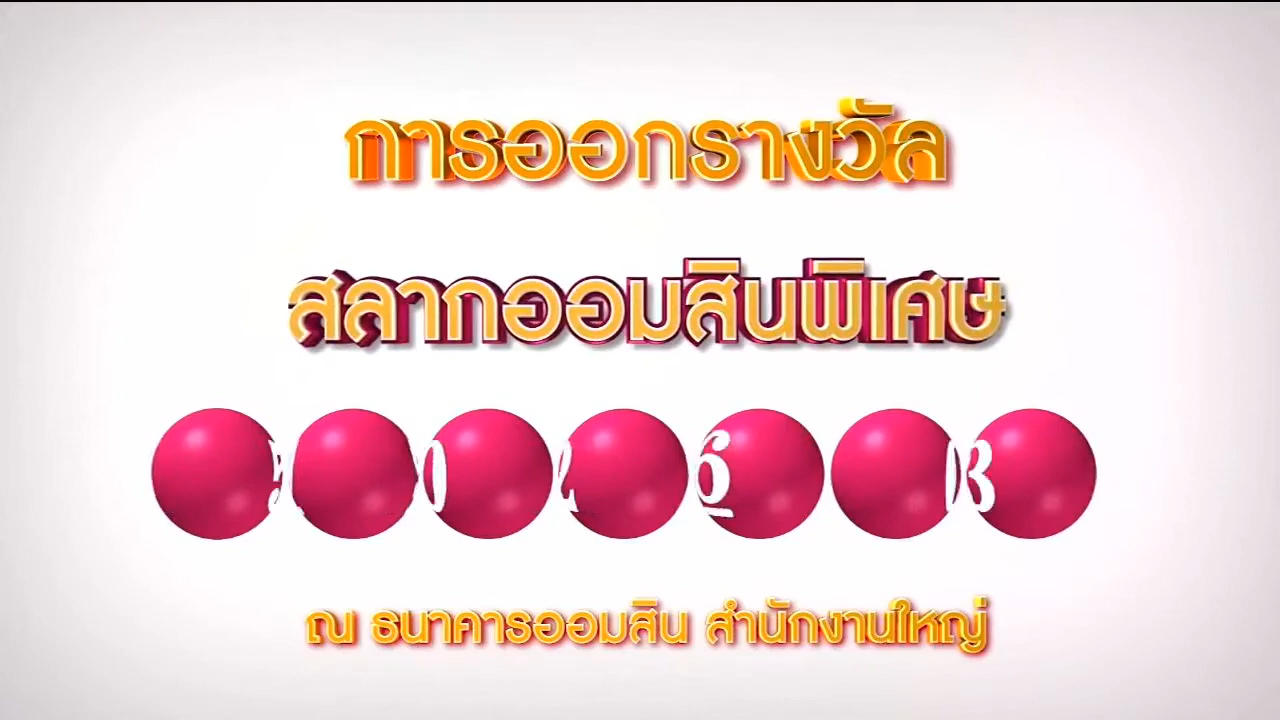 การออกรางวัล
สลากออมสินพิเศษ
6
ณ ธนาคารออมสิน สำนักงานใหญ่